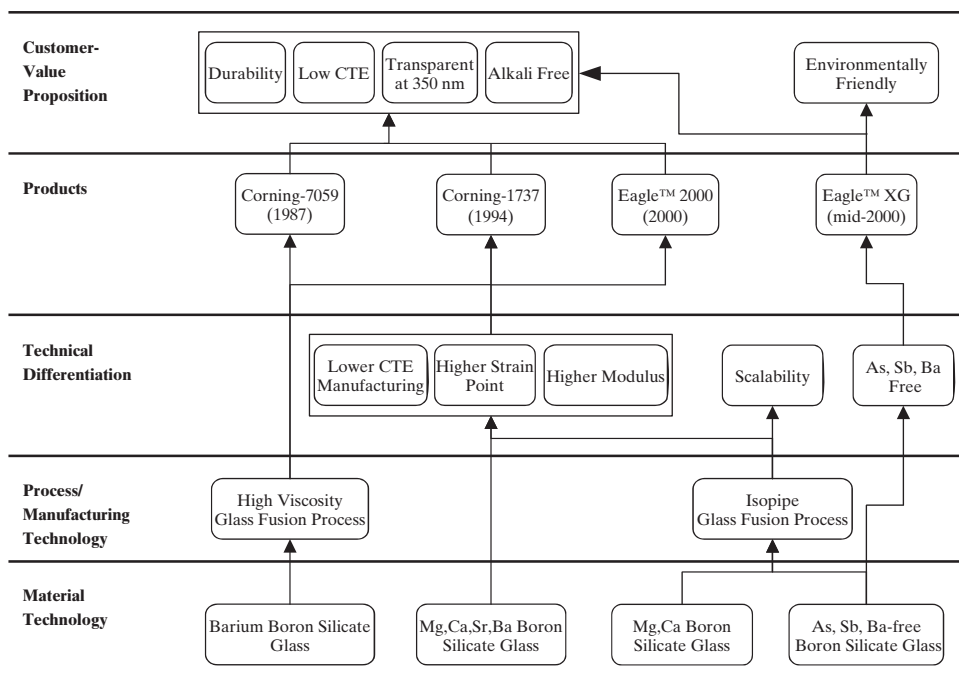 Customer-
Value
Proposition
Durability
Low CTE
Transparent
at 350 nm
Alkali Free
Environmentally
Friendly
Products
Corning-7059
(1987)
Corning-1737
(1994)
Eagle™ 2000
(2000)
Eagle™ XG
(mid-2000)
Technical
Differentiation
Lower CTE
Manufacturing
Higher Strain
Point
Higher Modulus
Scalability
As, Sb, Ba
Free
Process/
Manufacturing
Technology
High Viscosity
Glass Fusion Process
Isopipe
Glass Fusion Process
Material
Technology
Barium Boron Silicate
Glass
Mg,Ca,Sr,Ba Boron
Silicate Glass
Mg,Ca Boron
Silicate Glass
As, Sb, Ba-free
Boron Silicate Glass